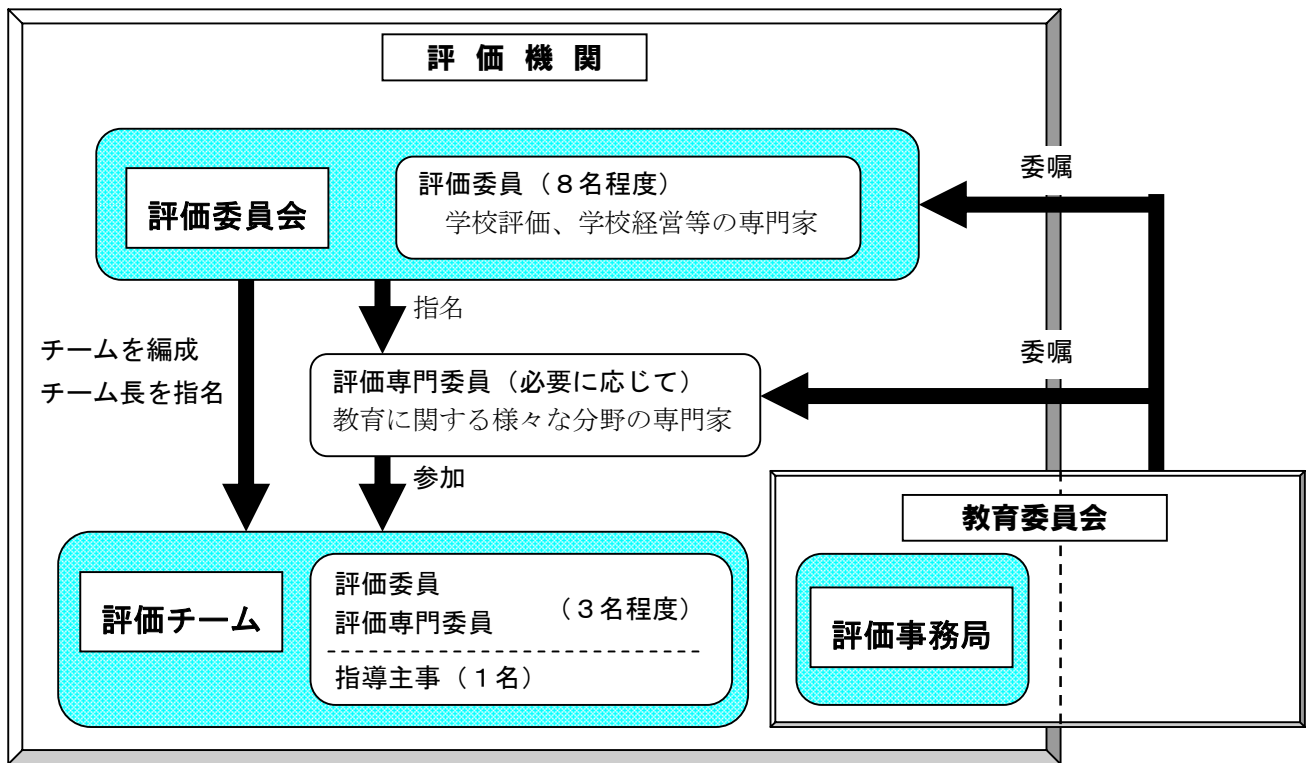 評 価 機 関
評価委員会
評価委員（８名程度）
学校評価、学校経営等の専門家
委嘱
指名
チームを編成
チーム長を指名
評価専門委員（必要に応じて）
教育に関する様々な分野の専門家
委嘱
参加
評価チーム
評価委員
評価専門委員
（３名程度）
指導主事（１名）
教育委員会
評価事務局